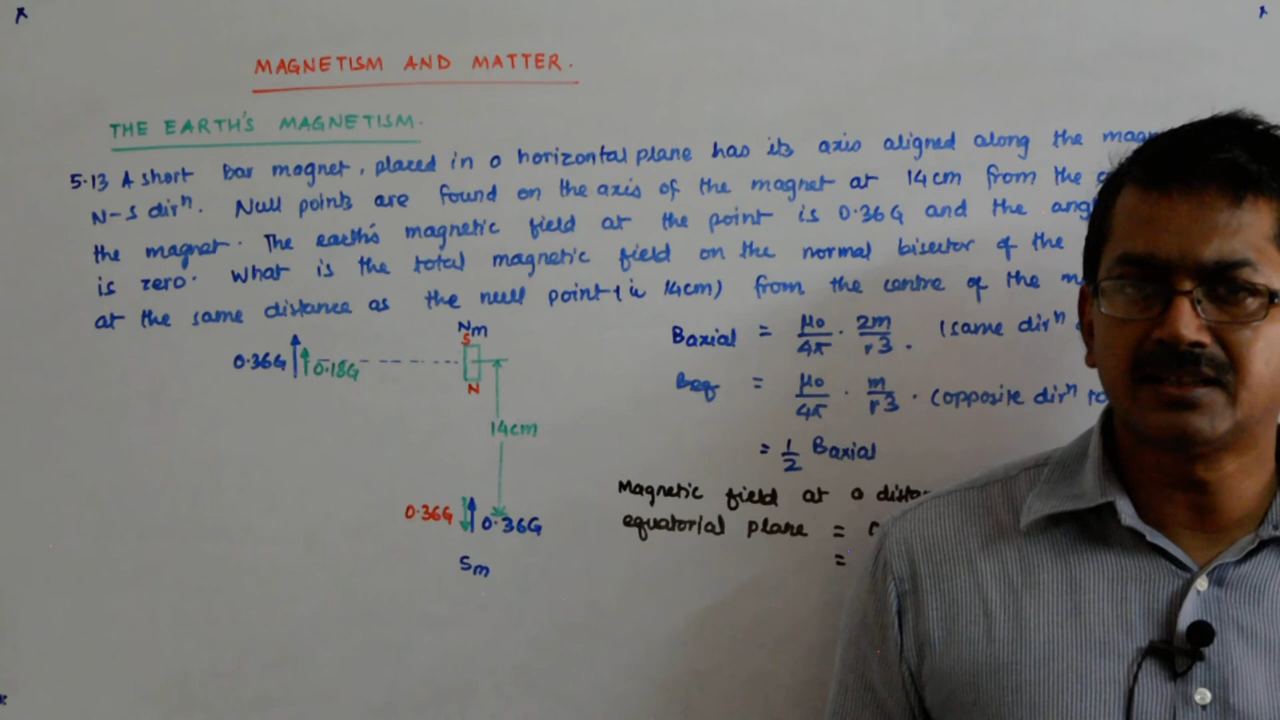 MAGNETISM AND MATTER.
THE EARTH'S MAGNETISM.
5.13 A short bar magnet, placed in a horizontal plane has its axis aligned along the
N-S dirⁿ. Null points are found on the axis of the magnet at 14cm from the
the magnet. The earth's magnetic field at the point is 0.36G and the
is zero. What is the total magnetic field on the normal bisector of the
at the same distance as the null point (ie 14cm) from the centre of the
Nm
S
N
0.36G 0.18G
14cm
0.36G 0.36G
Sm
Baxial = μ0/4π . 2m/r3 . (same dirⁿ
Beq = μ0/4π . m/r3 . (opposite dirⁿ to
= 1/2 Baxial
Magnetic field at a
equatorial plane =
=